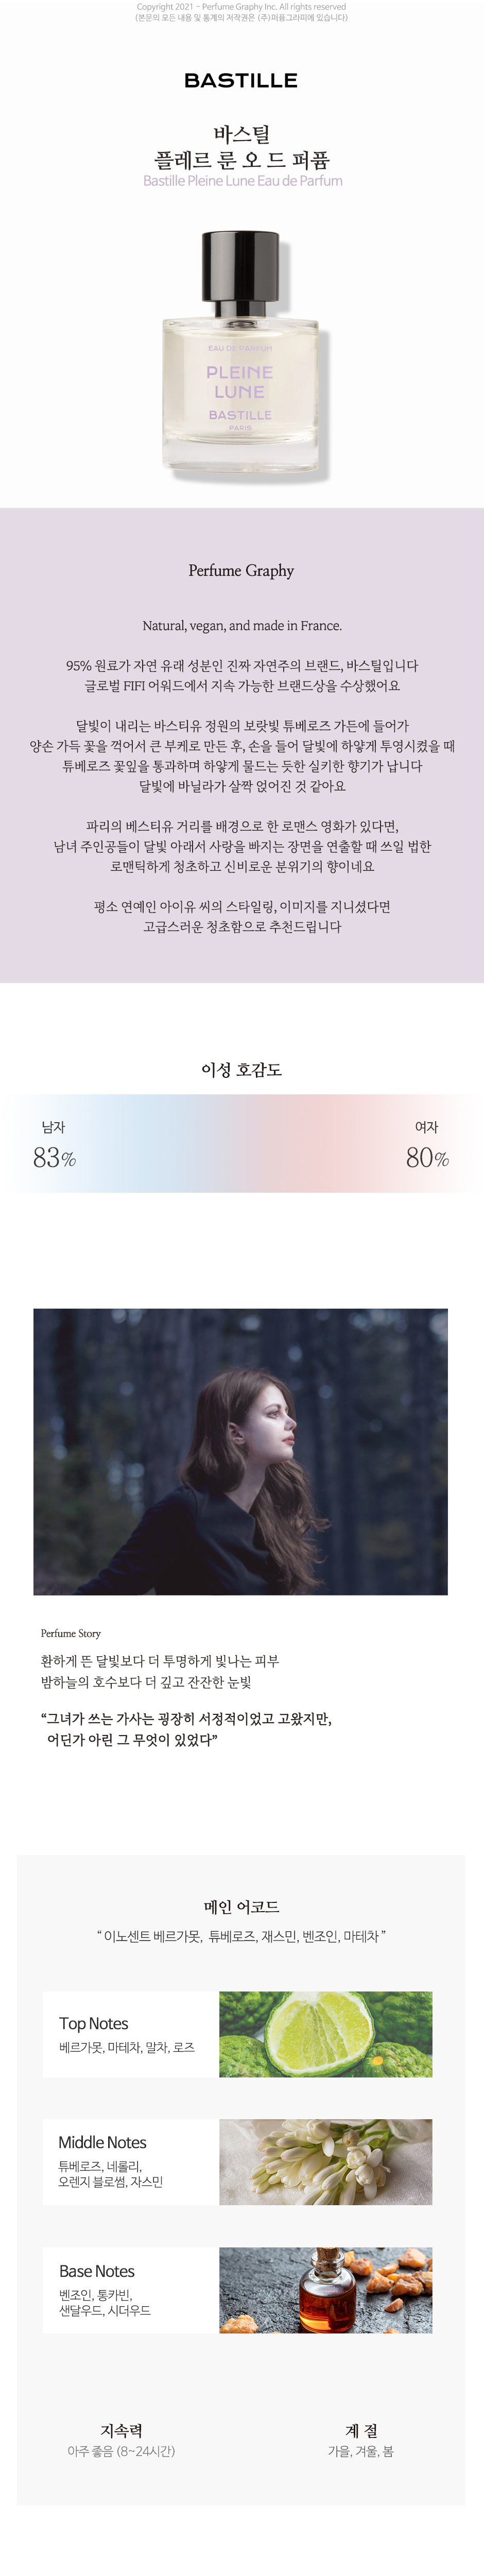 Copyright 2021 - Perfume Graphy Inc. All rights reserved
(본문의 모든 내용 및 통계의 저작권은 (주)퍼퓸그라피에 있습니다)
BASTILLE
바스틸
플레르 룬 오 드 퍼퓸
Bastille Pleine Lune Eau de Parfum
EAU DE PARFUM
PLEINE
LUNE
BASTILLE
PARIS
Perfume Graphy
Natural, vegan, and made in France.
95% 원료가 자연 유래 성분인 진짜 자연주의 브랜드, 바스틸입니다
글로벌 FIFI 어워드에서 지속 가능한 브랜드상을 수상했어요
달빛이 내리는 바스티유 정원의 보랏빛 튜베로즈 가든에 들어가
양손 가득 꽃을 꺽어서 큰 부케로 만든 후, 손을 들어 달빛에 하얗게 투영시켰을 때
튜베로즈 꽃잎을 통과하며 하얗게 물드는 듯한 실키한 향기가 납니다
달빛에 바닐라가 살짝 얹어진 것 같아요
파리의 베스티유 거리를 배경으로 한 로맨스 영화가 있다면,
남녀 주인공들이 달빛 아래서 사랑을 빠지는 장면을 연출할 때 쓰일 법한
로맨틱하게 청초하고 신비로운 분위기의 향이네요
평소 연예인 아이유 씨의 스타일링, 이미지를 지니셨다면
고급스러운 청초함으로 추천드립니다
이성 호감도
남자
여자
83%
80%
Perfume Story
환하게 뜬 달빛보다 더 투명하게 빛나는 피부
밤하늘의 호수보다 더 깊고 잔잔한 눈빛
“그녀가 쓰는 가사는 굉장히 서정적이었고 고왔지만,
어딘가 아린 그 무엇이 있었다”
메인 어코드
“ 이노센트 베르가못, 튜베로즈, 재스민, 벤조인, 마테차 ”
Top Notes
베르가못, 마테차, 말차, 로즈
Middle Notes
튜베로즈, 네롤리,
오렌지 블로썸, 자스민
Base Notes
벤조인, 통카빈,
샌달우드, 시더우드
지속력
계 절
아주 좋음 (8~24시간)
가을, 겨울, 봄